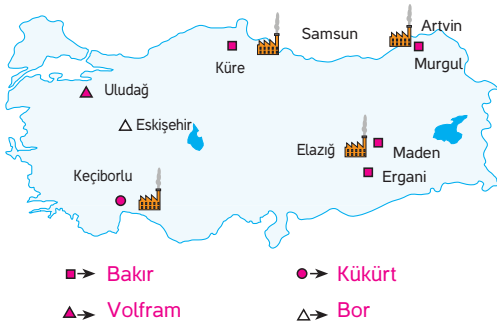 Samsun
Artvin
Küre
Murgul
Uludağ
Eskişehir
Elazığ
Maden
Keçiborlu
Ergani
Bakır
Kükürt
Volfram
Bor